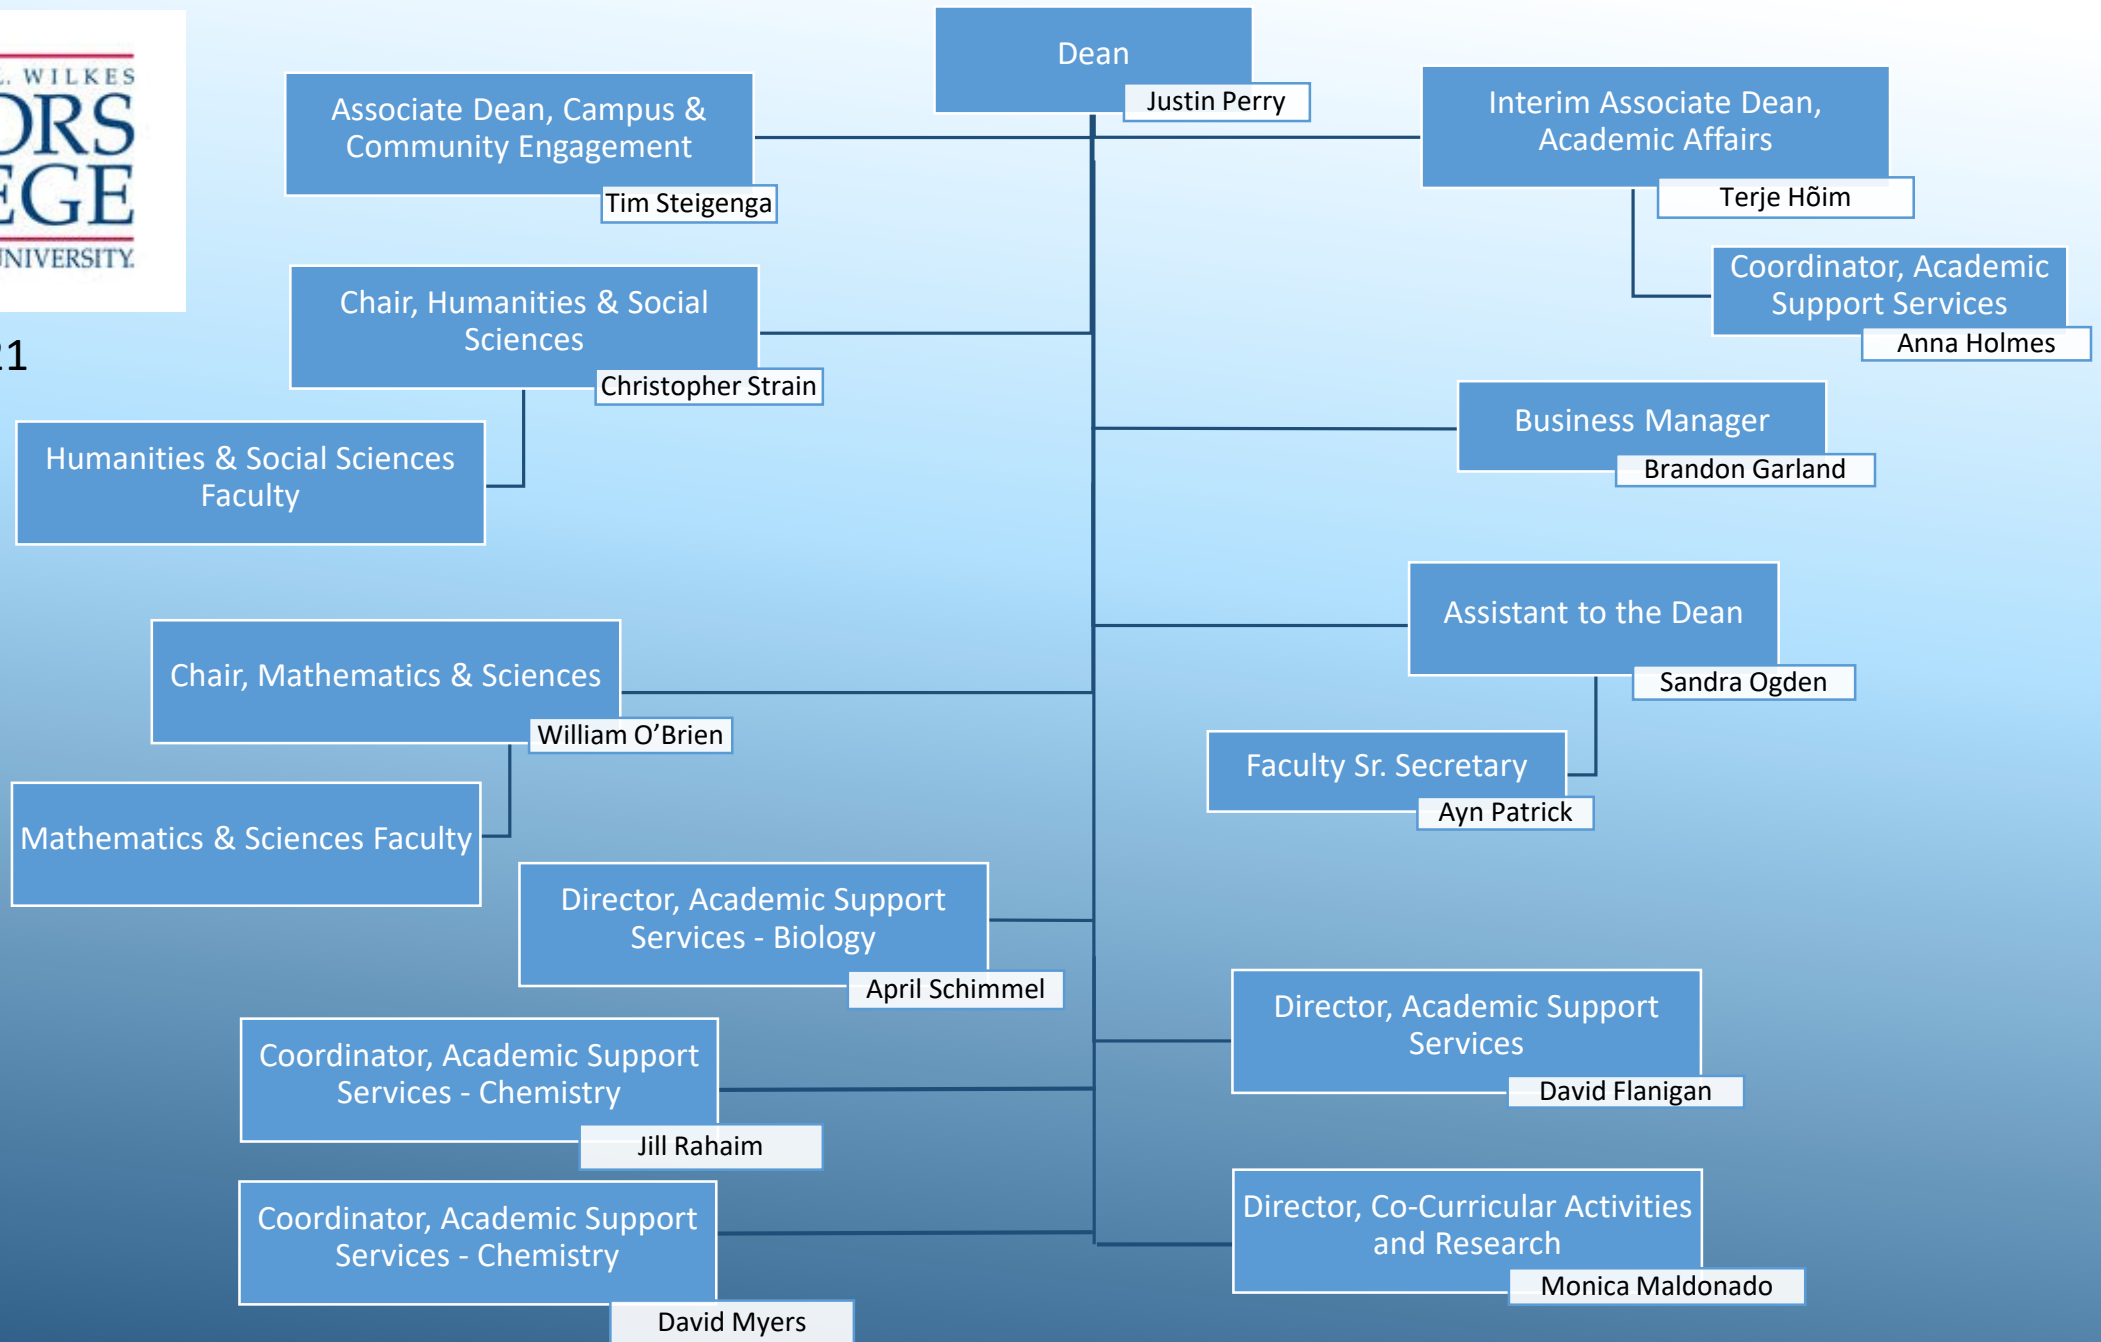 L. WILKES
ORS
EGE
UNIVERSITY.
21
Dean
Justin Perry
Associate Dean, Campus &
Community Engagement
Tim Steigenga
Interim Associate Dean,
Academic Affairs
Terje Hõim
Coordinator, Academic
Support Services
Anna Holmes
Chair, Humanities & Social
Sciences
Christopher Strain
Humanities & Social Sciences
Faculty
Business Manager
Brandon Garland
Assistant to the Dean
Sandra Ogden
Faculty Sr. Secretary
Ayn Patrick
Chair, Mathematics & Sciences
William O’Brien
Mathematics & Sciences Faculty
Director, Academic Support
Services - Biology
April Schimmel
Director, Academic Support
Services
David Flanigan
Coordinator, Academic Support
Services - Chemistry
Jill Rahaim
Coordinator, Academic Support
Services - Chemistry
David Myers
Director, Co-Curricular Activities
and Research
Monica Maldonado